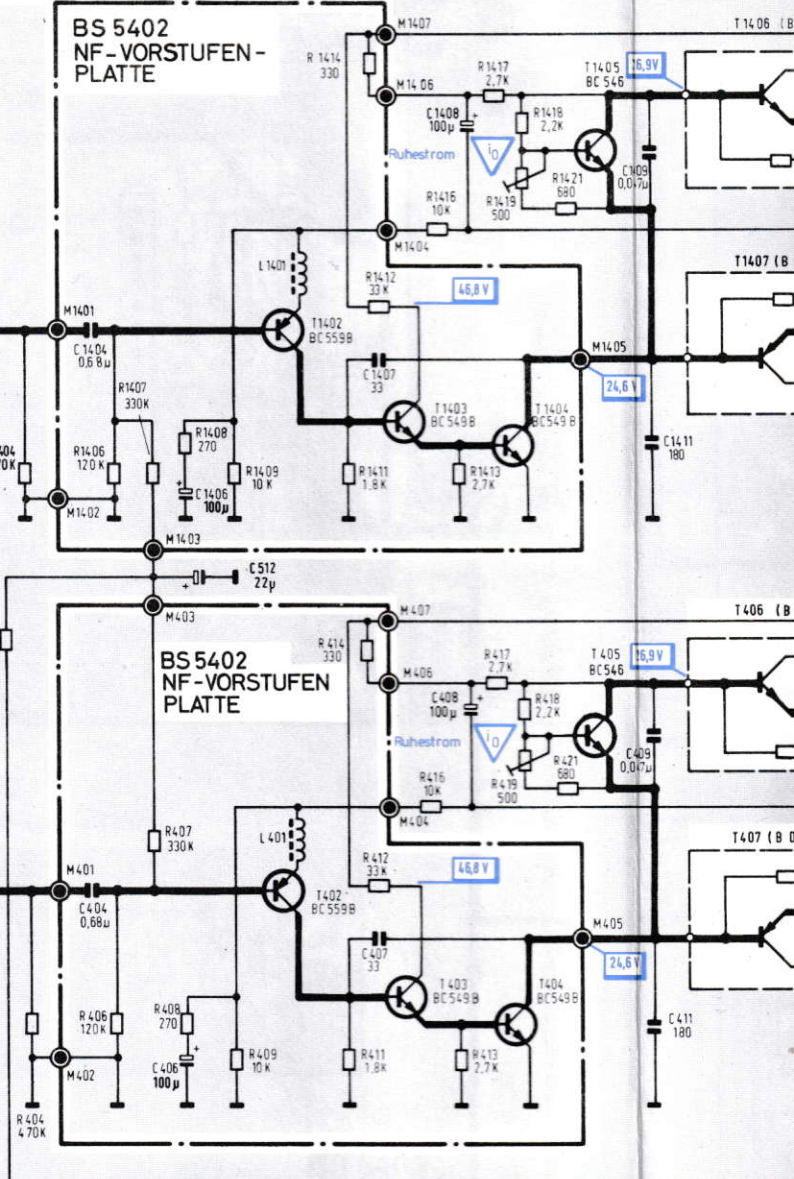 BS 5402
NF-VORSTUFEN-
PLATTE
M1407
T1406 (B
R1414
330
M1406
R1417
2,7K
C1408
100µ
+
R1418
2,2K
T1405
BC546
Ruhestrom
i0
R1419
500
R1421
680
C1409
0,047µ
R1416
10K
M1404
L1401
T1407 (B
R1412
33K
46,8V
M1401
C1404
0,68µ
T1402
BC559B
C1407
33
M1405
24,6V
R1407
330K
T1403
BC549B
T1404
BC549B
R1406
120K
R1408
270
R1409
10K
C1406
100µ
+
R1411
1,8K
R1413
2,7K
C1411
180
M1402
M1403
C512
22µ
+
M403
BS5402
NF-VORSTUFEN
PLATTE
M407
T406 (B
R414
330
M406
R417
2,7K
C408
100µ
+
R418
2,2K
T405
BC546
Ruhestrom
i0
R419
500
R421
680
C409
0,047µ
R416
10K
M404
L401
R407
330K
T407 (B D
R412
33K
46,8V
M401
C404
0,68µ
T402
BC559B
C407
33
M405
24,6V
T403
BC549B
T404
BC549B
R406
120K
R408
270
R409
10K
C406
100µ
+
R411
1,8K
R413
2,7K
C411
180
M402
R404
470K